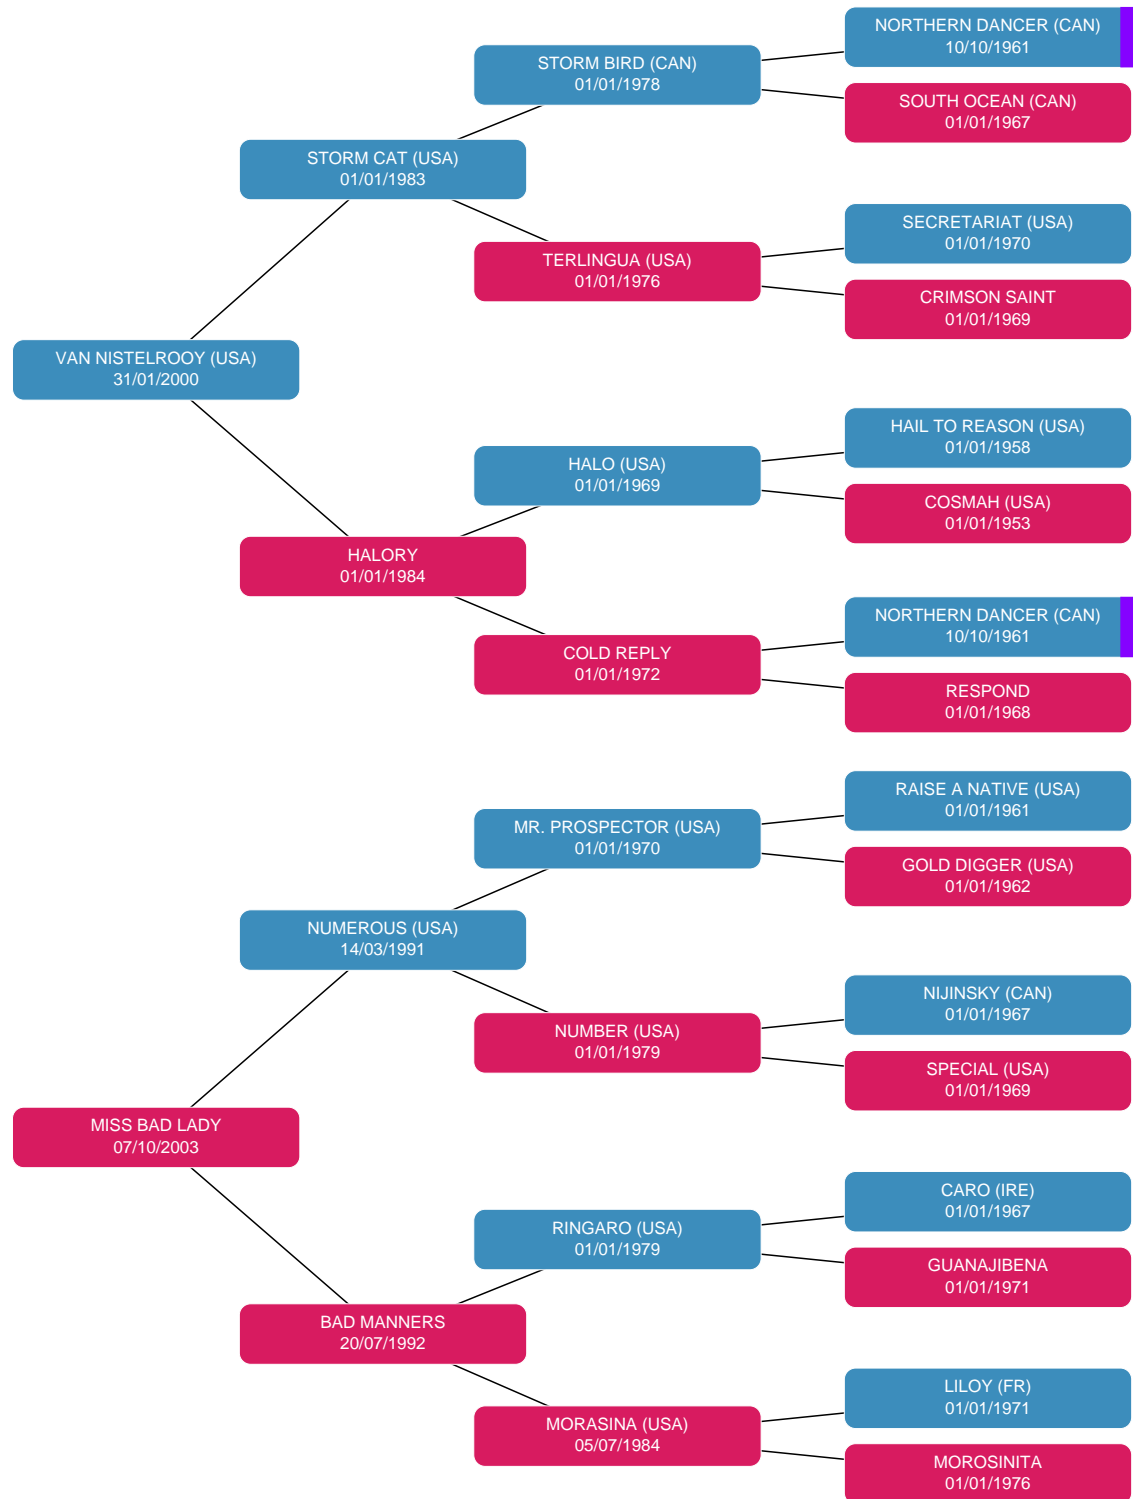 NORTHERN DANCER (CAN)
10/10/1961
STORM BIRD (CAN)
01/01/1978
SOUTH OCEAN (CAN)
01/01/1967
STORM CAT (USA)
01/01/1983
SECRETARIAT (USA)
01/01/1970
TERLINGUA (USA)
01/01/1976
CRIMSON SAINT
01/01/1969
VAN NISTELROOY (USA)
31/01/2000
HAIL TO REASON (USA)
01/01/1958
HALO (USA)
01/01/1969
COSMAH (USA)
01/01/1953
HALORY
01/01/1984
NORTHERN DANCER (CAN)
10/10/1961
COLD REPLY
01/01/1972
RESPOND
01/01/1968
RAISE A NATIVE (USA)
01/01/1961
MR. PROSPECTOR (USA)
01/01/1970
GOLD DIGGER (USA)
01/01/1962
NUMEROUS (USA)
14/03/1991
NIJINSKY (CAN)
01/01/1967
NUMBER (USA)
01/01/1979
SPECIAL (USA)
01/01/1969
MISS BAD LADY
07/10/2003
CARO (IRE)
01/01/1967
RINGARO (USA)
01/01/1979
GUANAJIBENA
01/01/1971
BAD MANNERS
20/07/1992
LILOY (FR)
01/01/1971
MORASINA (USA)
05/07/1984
MOROSINITA
01/01/1976